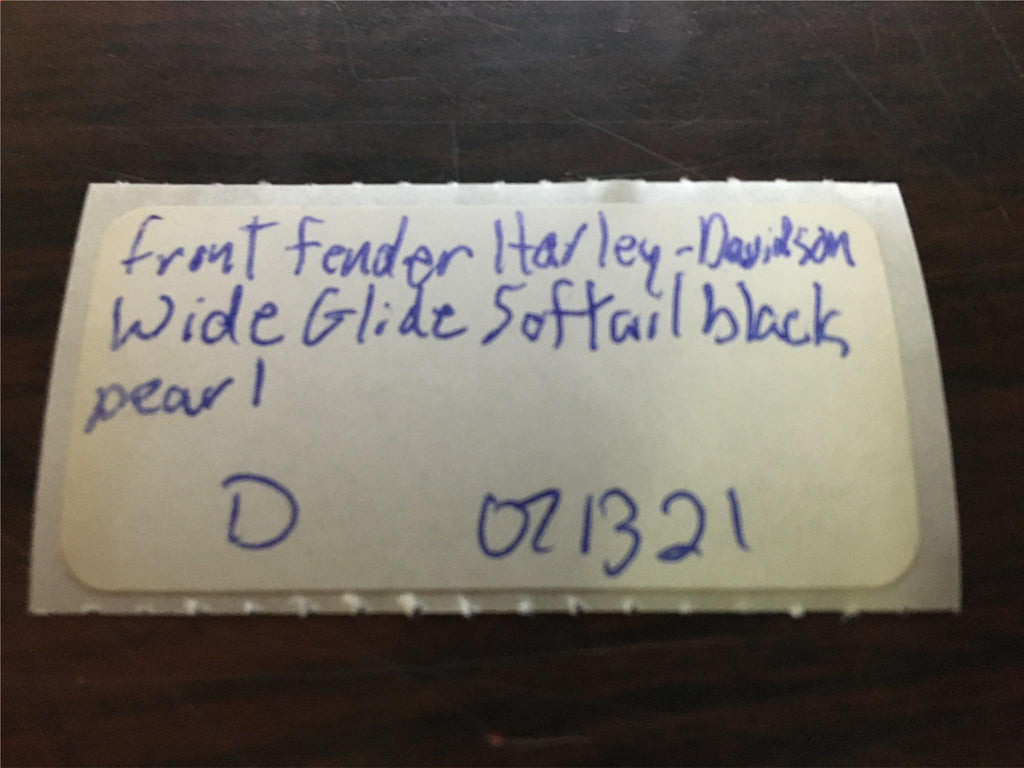 front fender Harley-Davidson
Wide Glide Softail black
pearl
D 021321